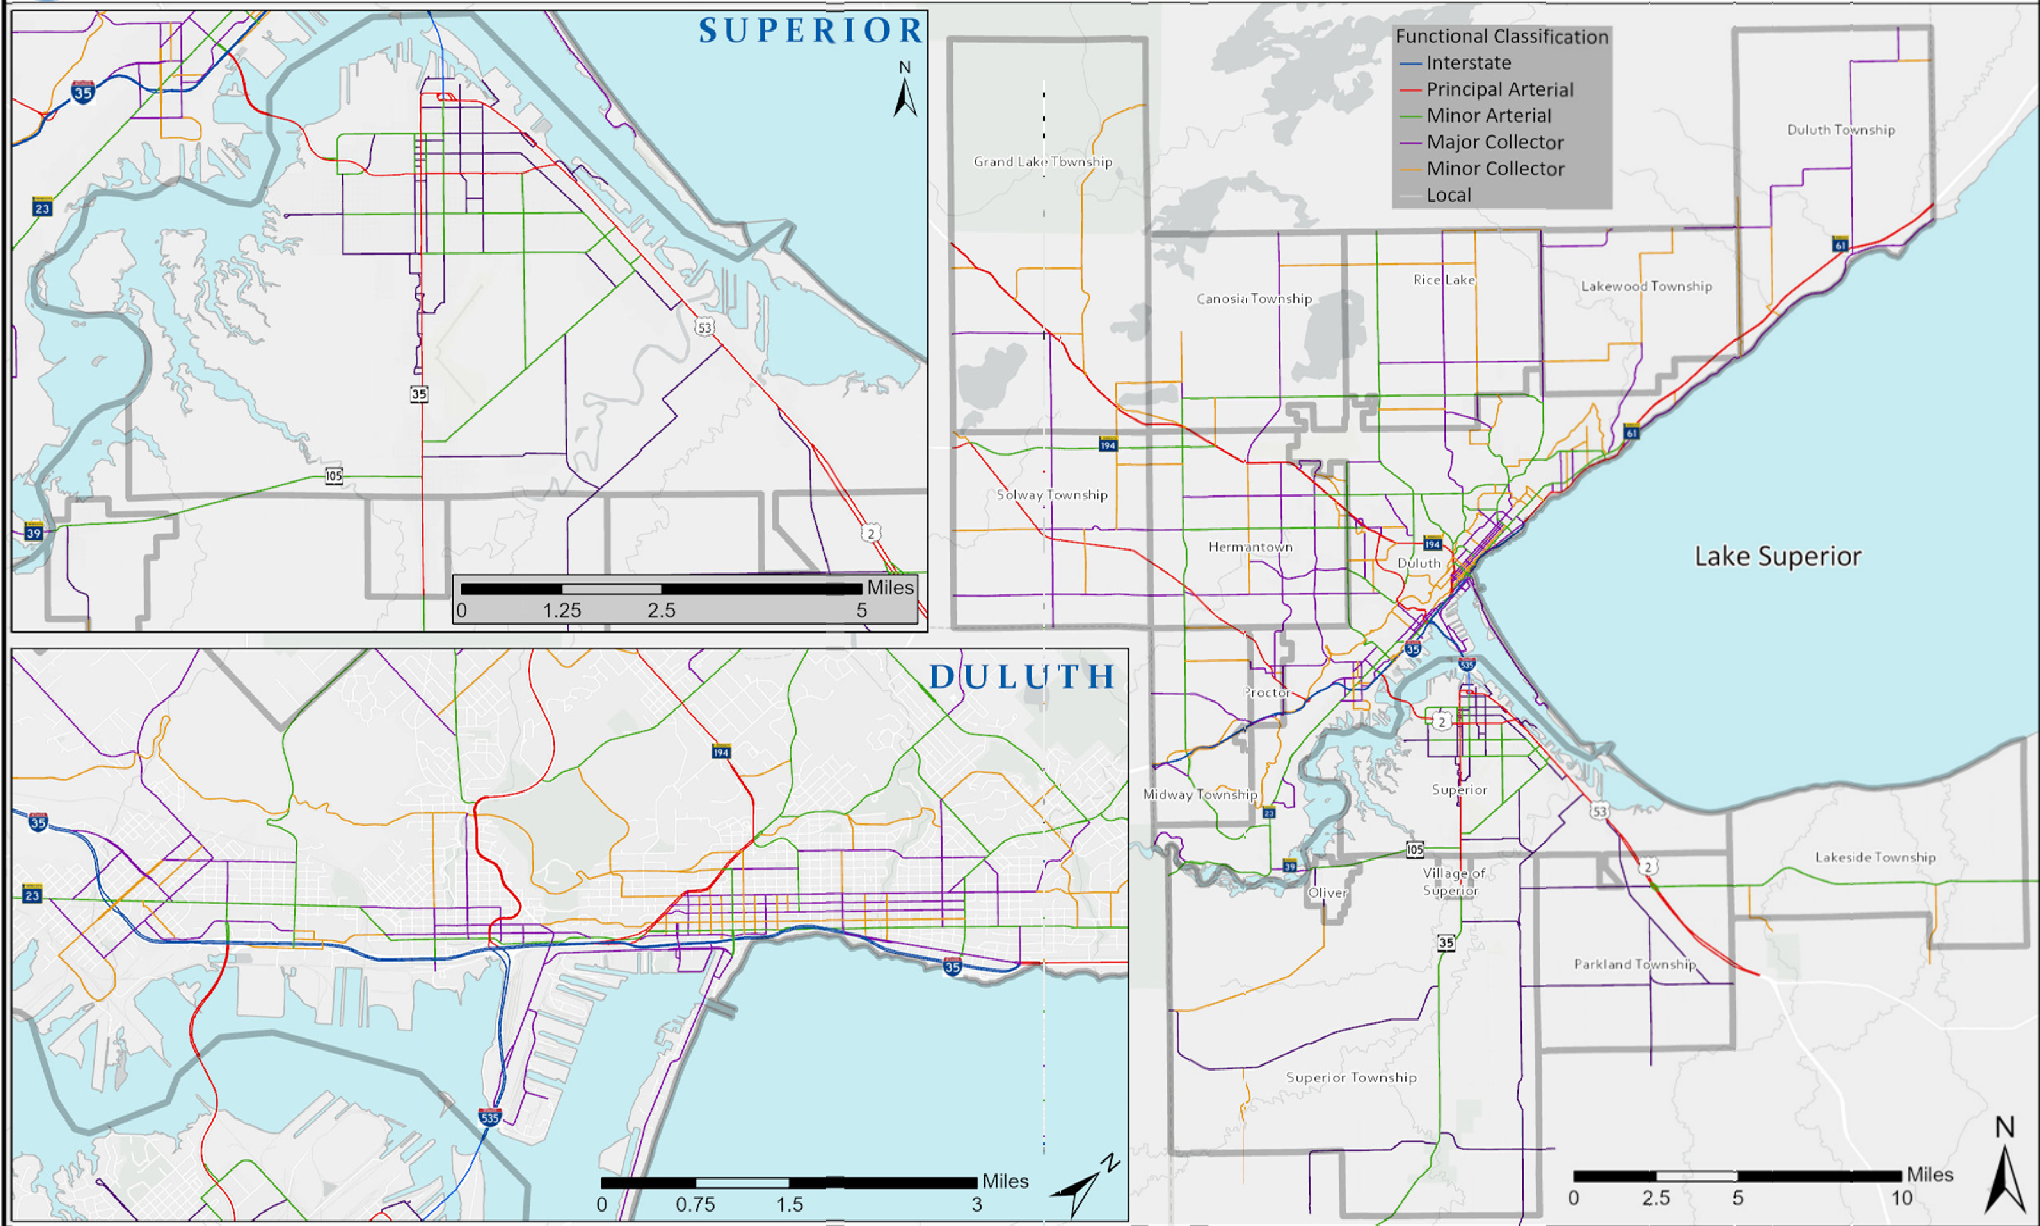 SUPERIOR
N
35
23
39
105
35
53
2
Miles
0 1.25 2.5 5
DULUTH
194
35
23
35
535
Miles
0 0.75 1.5 3
N
Functional Classification
Interstate
Principal Arterial
Minor Arterial
Major Collector
Minor Collector
Local
Duluth Township
Grand Lake Township
61
Canosia Township
Rice Lake
Lakewood Township
194
61
Solway Township
Hermantown
194
Duluth
Lake Superior
35
535
Proctor
2
Midway Township
Superior
23
53
105
39
Oliver
Village of
Superior
2
Lakeside Township
35
Parkland Township
Superior Township
N
Miles
0 2.5 5 10